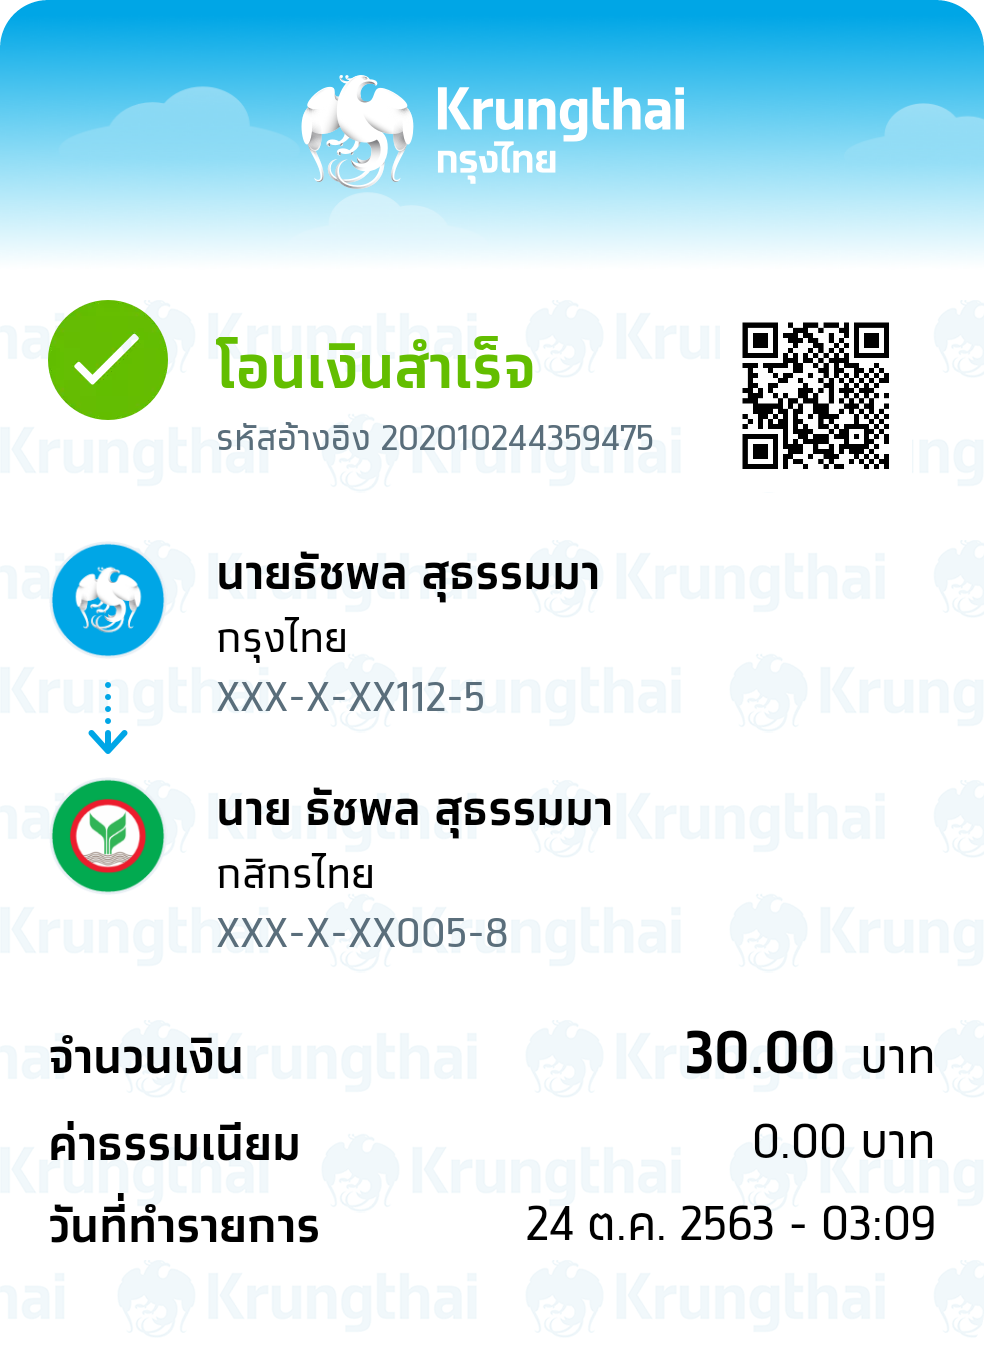 Krungthai
กรุงไทย
โอนเงินสำเร็จ
รหัสอ้างอิง 202010244359475
นายธัชพล สุธรรมมา
กรุงไทย
XXX-X-XX112-5
นาย ธัชพล สุธรรมมา
กสิกรไทย
XXX-X-XX005-8
จำนวนเงิน 30.00 บาท
ค่าธรรมเนียม 0.00 บาท
วันที่ทำรายการ 24 ต.ค. 2563 - 03:09